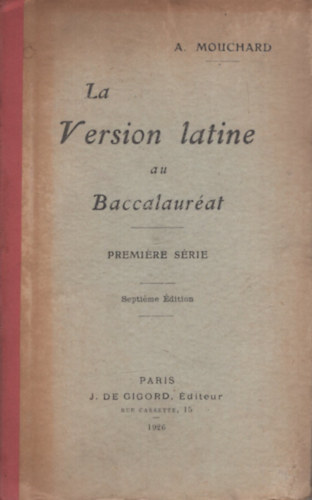 A. MOUCHARD
La
Version latine
au
Baccalauréat
PREMIÈRE SÉRIE
Septième Édition
PARIS
J. DE GIGORD, Éditeur
RUE CASSETTE, 15
1926